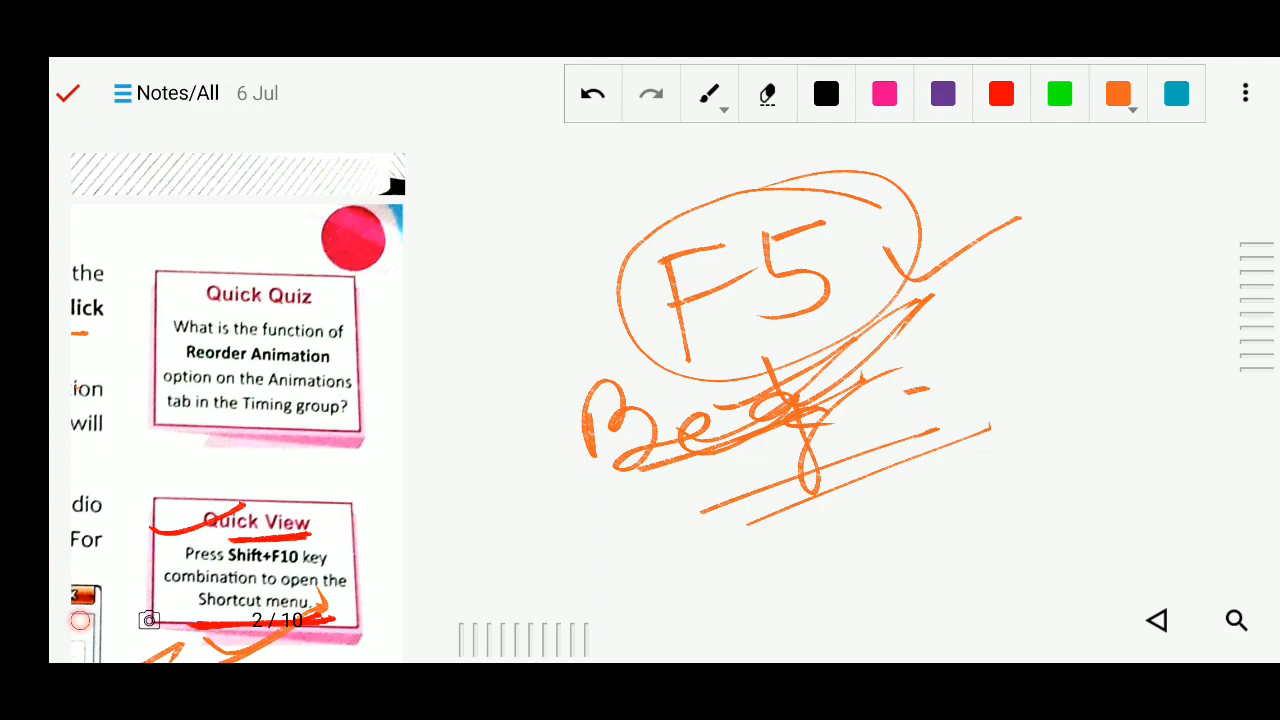 Notes/All 6 Jul
the
lick
ion
will
dio
For
Quick Quiz
What is the function of
Reorder Animation
option on the Animations
tab in the Timing group?
Quick View
Press Shift+F10 key
combination to open the
Shortcut menu.
3
2 / 10
F5